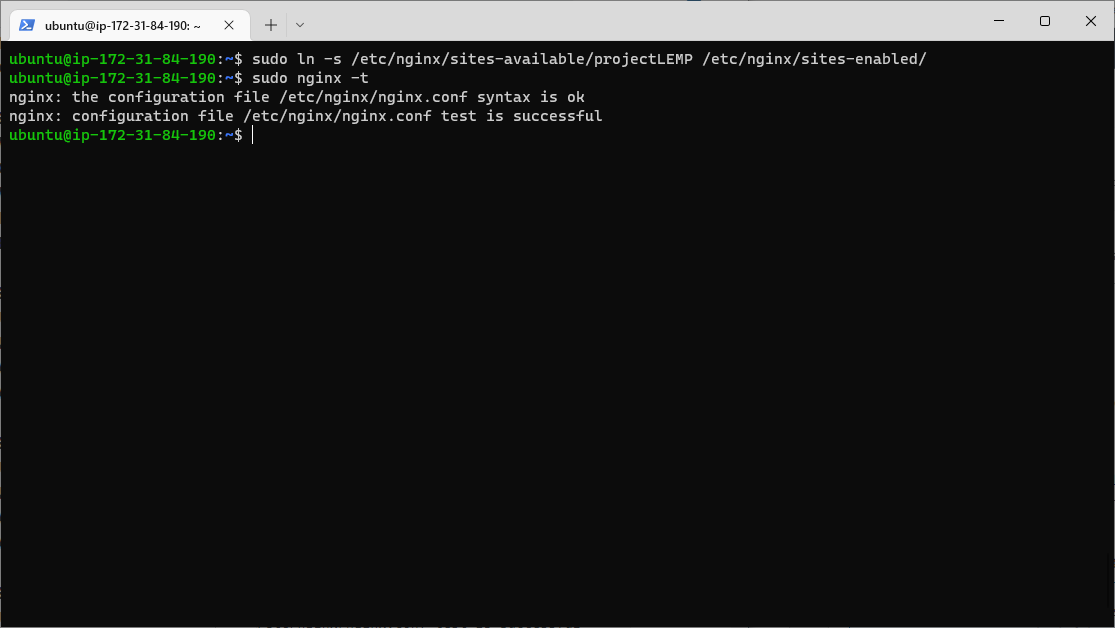 ubuntu@ip-172-31-84-190: ~
ubuntu@ip-172-31-84-190:~$ sudo ln -s /etc/nginx/sites-available/projectLEMP /etc/nginx/sites-enabled/
ubuntu@ip-172-31-84-190:~$ sudo nginx -t
nginx: the configuration file /etc/nginx/nginx.conf syntax is ok
nginx: configuration file /etc/nginx/nginx.conf test is successful
ubuntu@ip-172-31-84-190:~$